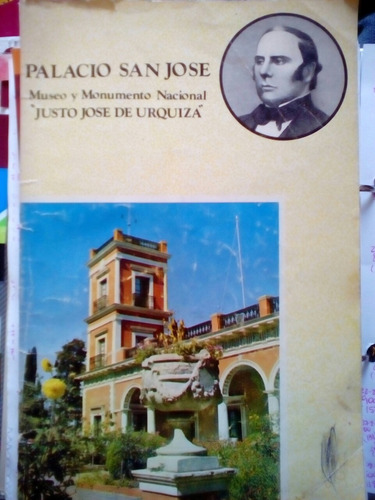 PALACIO SAN JOSE
Museo y Monumento Nacional
"JUSTO JOSE DE URQUIZA"